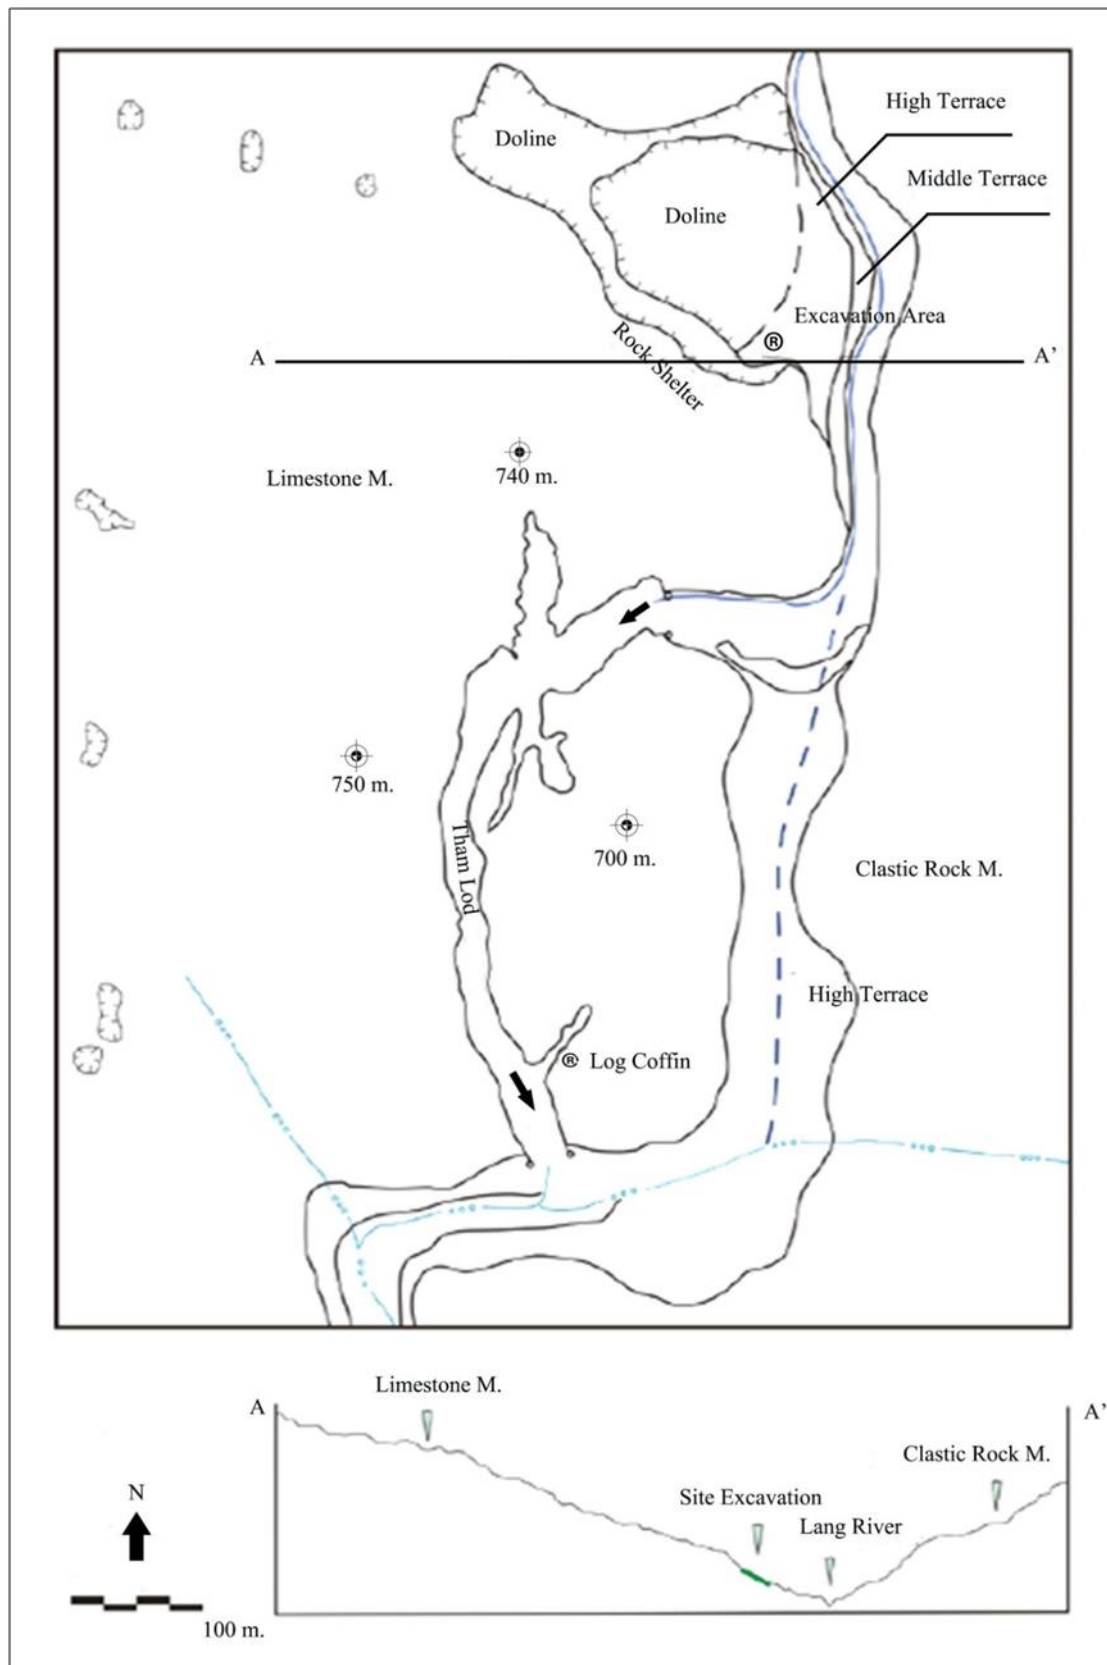 High Terrace
Doline
Middle Terrace
Doline
Excavation Area
®
Rock Shelter
A
A’
740 m.
Limestone M.
750 m.
Tham Lod
700 m.
Clastic Rock M.
High Terrace
® Log Coffin
Limestone M.
A
A’
Clastic Rock M.
Site Excavation
Lang River
N
100 m.